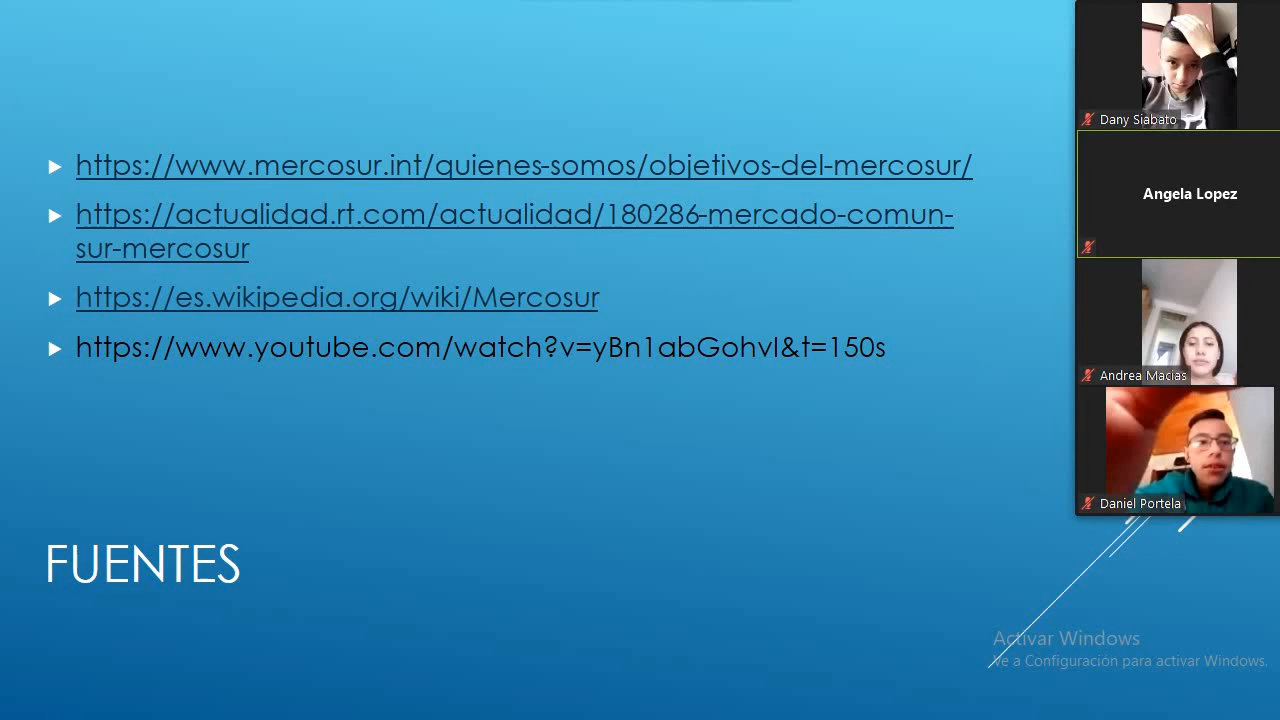 https://www.mercosur.int/quienes-somos/objetivos-del-mercosur/
https://actualidad.rt.com/actualidad/180286-mercado-comun-
sur-mercosur
https://es.wikipedia.org/wiki/Mercosur
https://www.youtube.com/watch?v=yBn1abGohvI&t=150s
FUENTES
Dany Siabato
Angela Lopez
Andrea Macias
Daniel Portela
Activar Windows
Ve a Configuración para activar Windows.